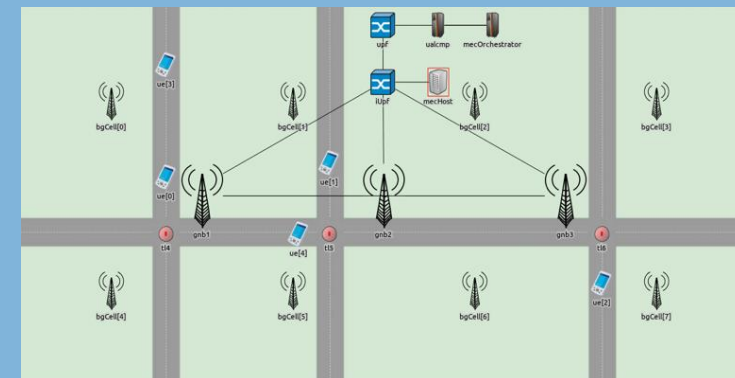 upf
ualcmp
mecOrchestrator
ue[3]
iUpf
mecHost
bgCell[0]
bgCell[1]
bgCell[2]
bgCell[3]
ue[0]
ue[1]
gnb1
gnb2
gnb3
tl4
ue[4]
tl5
tl6
ue[2]
bgCell[4]
bgCell[5]
bgCell[6]
bgCell[7]